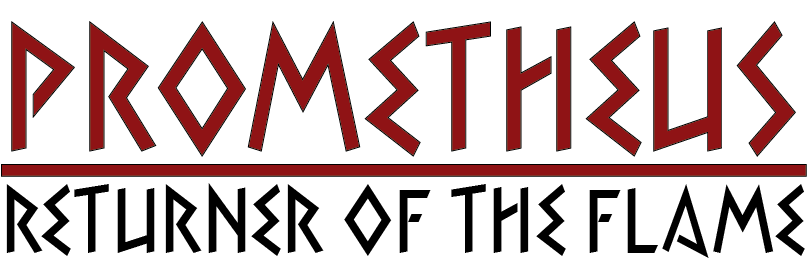 PROMETHEUS
RETURNER OF THE FLAME